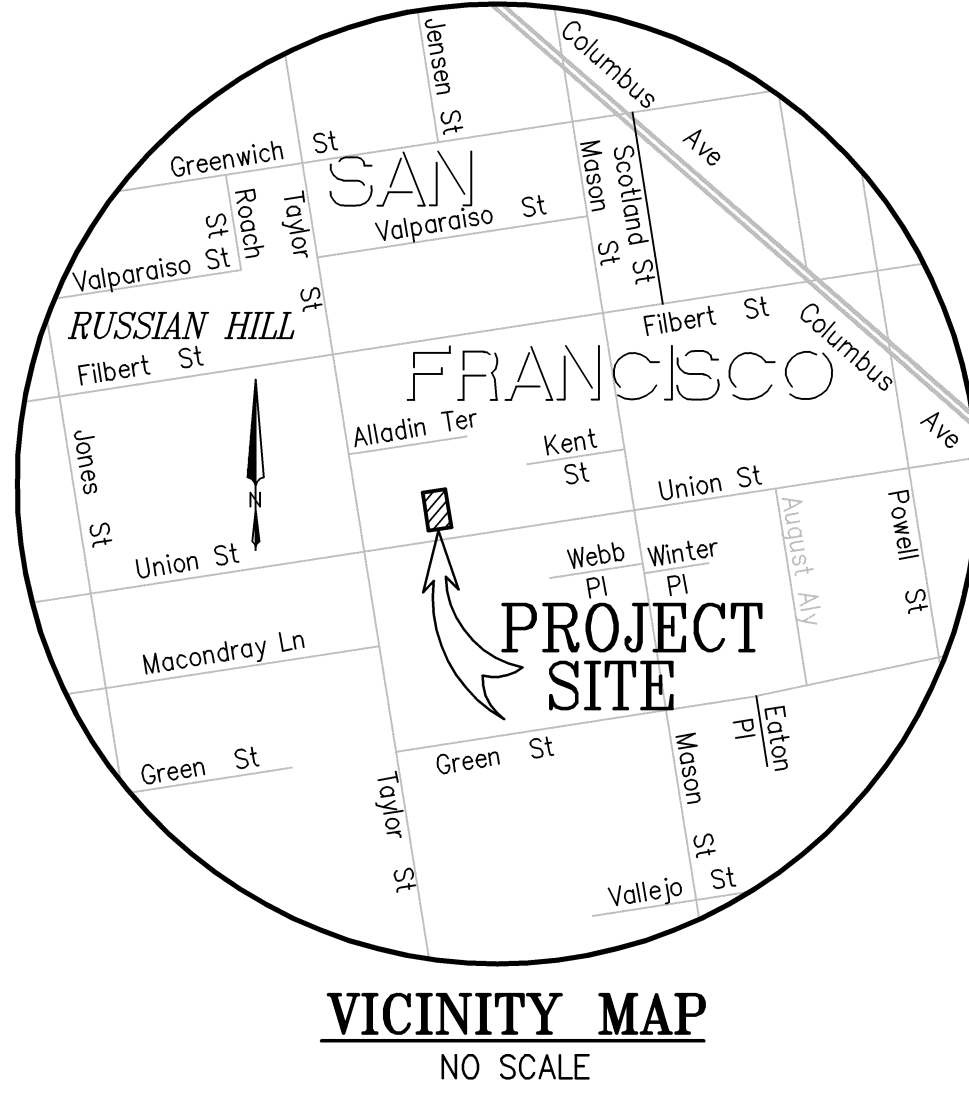 Jensen St
Columbus
Ave
Greenwich St
SAN
Mason St
Scotland St
Roach St
Taylor St
Valparaiso St
Valparaiso St
RUSSIAN HILL
Filbert St
Columbus
Ave
Filbert St
FRANCISCO
Alladin Ter
Kent
St
Jones St
N
Union St
August Aly
Powell St
Union St
Webb
Pl
Winter
Pl
PROJECT
SITE
Macondray Ln
Green St
Green St
Eaton
Pl
Taylor St
Mason St
Vallejo St
VICINITY MAP
NO SCALE